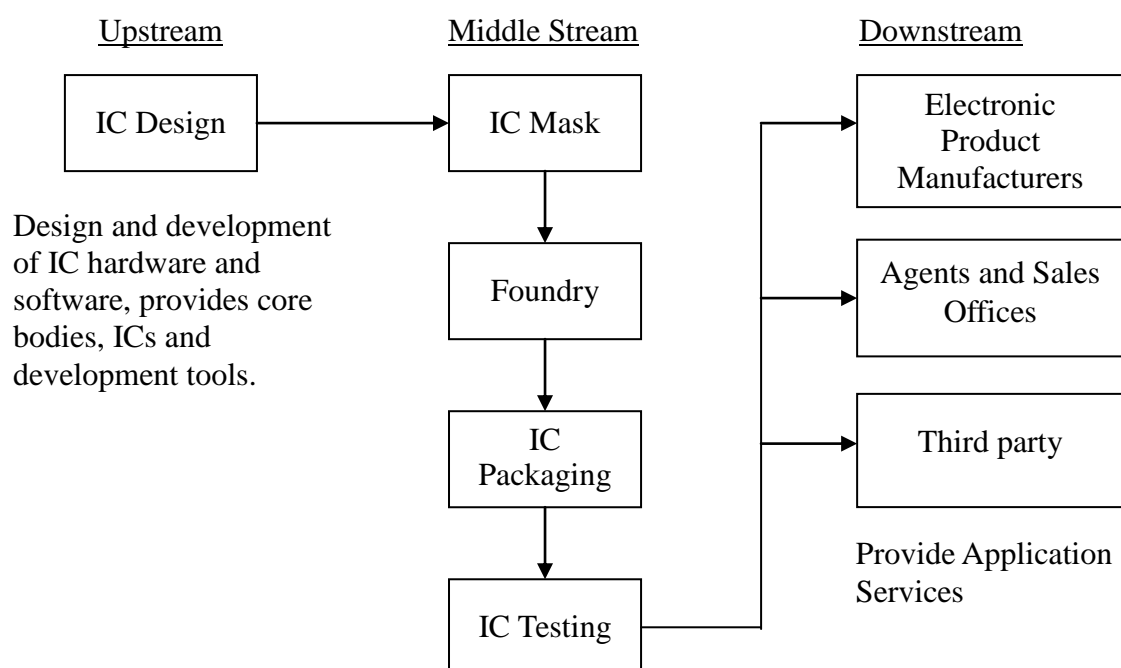 Upstream
Middle Stream
Downstream
IC Design
IC Mask
Electronic
Product
Manufacturers
Design and development
of IC hardware and
software, provides core
bodies, ICs and
development tools.
Foundry
Agents and Sales
Offices
IC
Packaging
Third party
Provide Application
Services
IC Testing